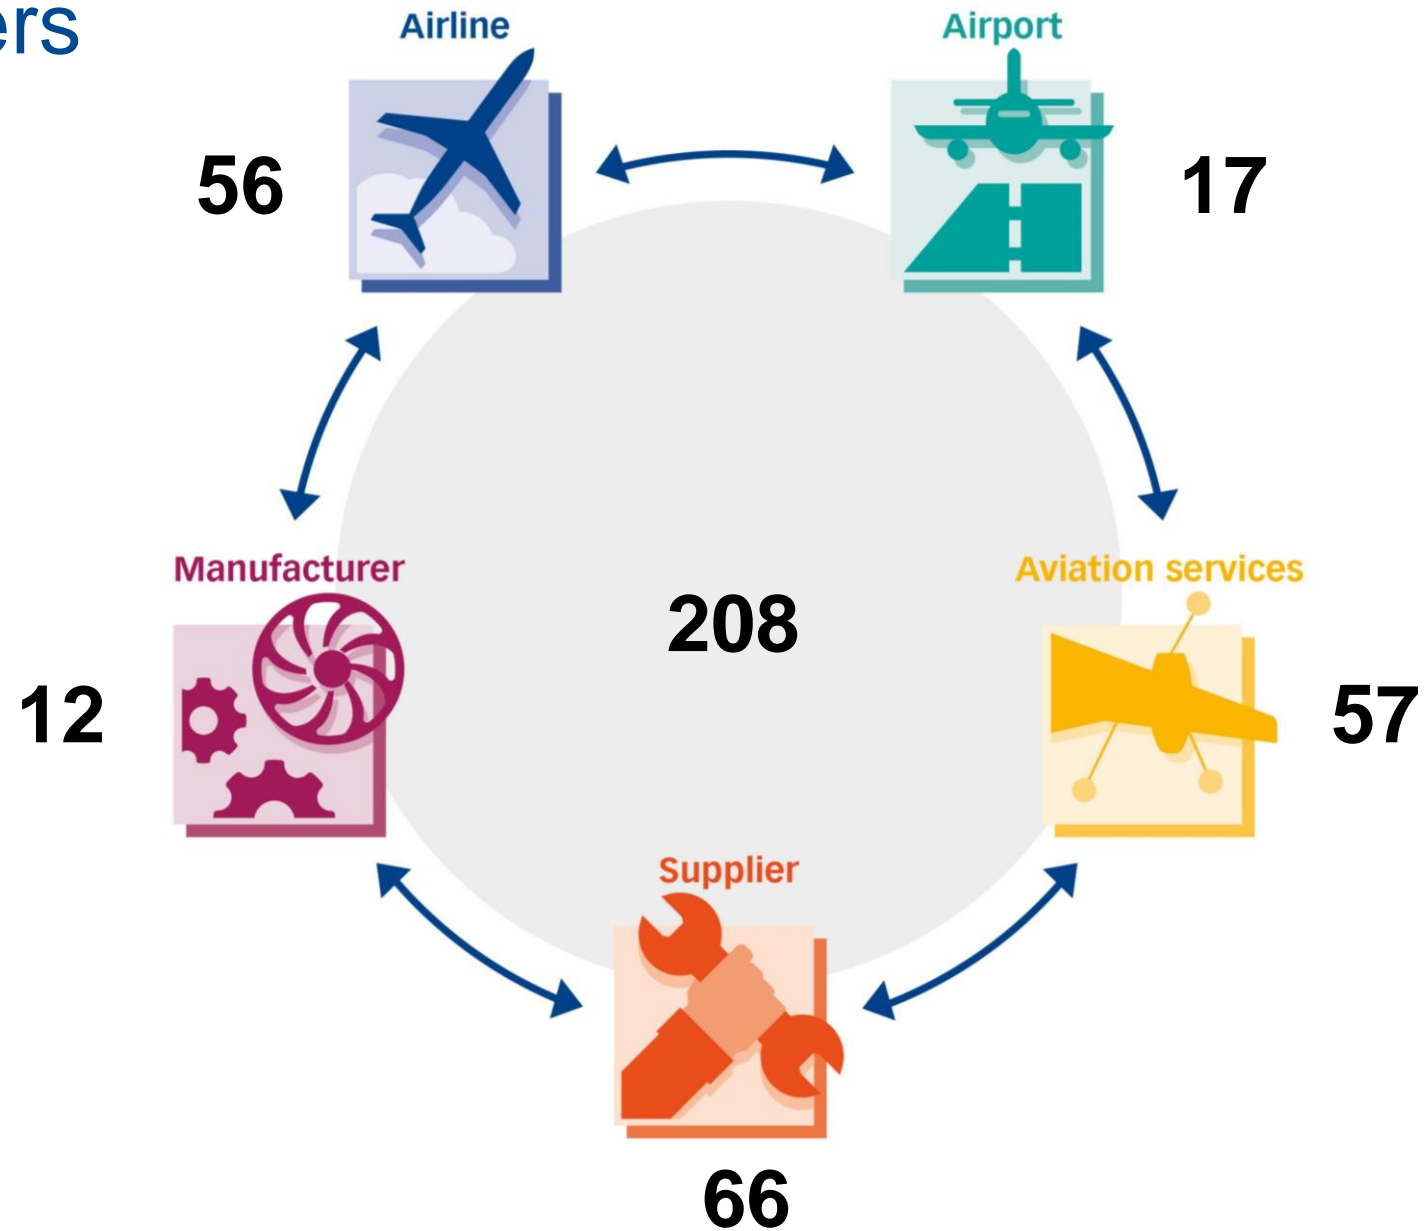 ers
Airline
Airport
56
17
Manufacturer
Aviation services
208
12
57
Supplier
66